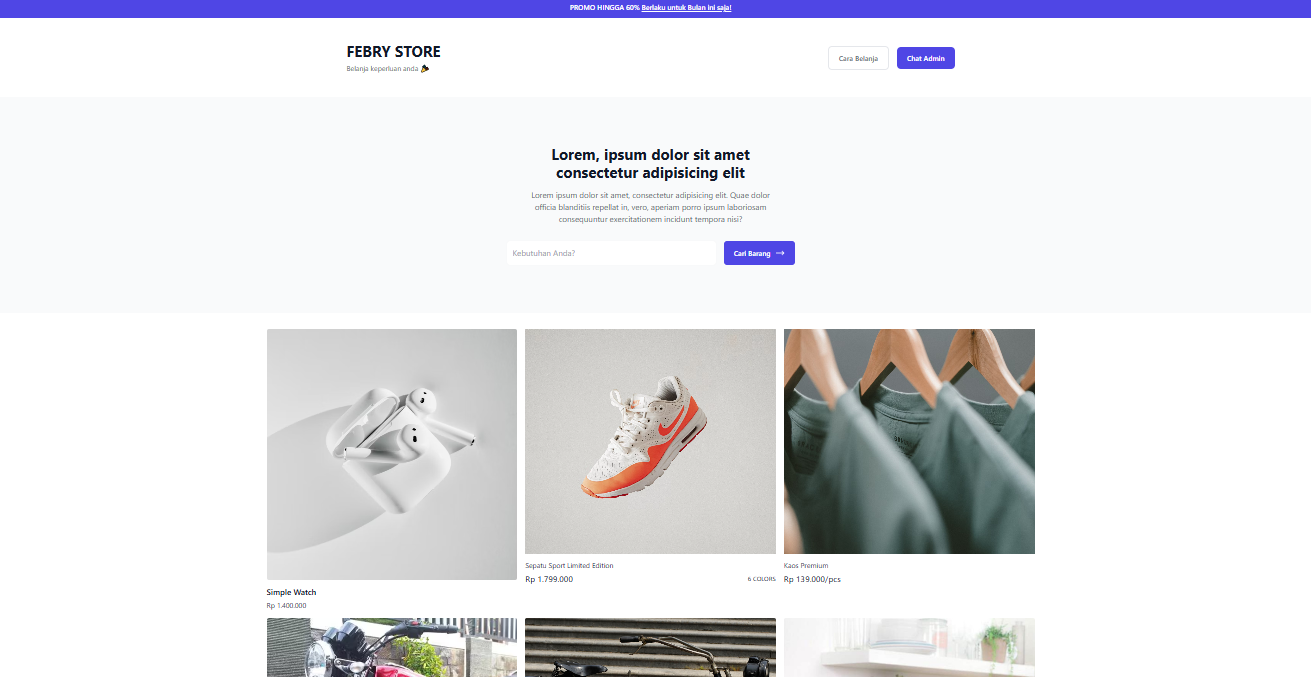 PROMO HINGGA 60% Berlaku untuk Bulan ini saja!
FEBRY STORE
Belanja keperluan anda 🎉
Cara Belanja
Chat Admin
Lorem, ipsum dolor sit amet
consectetur adipisicing elit
Lorem ipsum dolor sit amet, consectetur adipisicing elit. Quae dolor
officia blanditiis repellat in, vero, aperiam porro ipsum laboriosam
consequuntur exercitationem incidunt tempora nisi?
Kebutuhan Anda?
Cari Barang →
Simple Watch
Rp 1.400.000
Sepatu Sport Limited Edition
Rp 1.799.000
6 COLORS
Kaos Premium
Rp 139.000/pcs